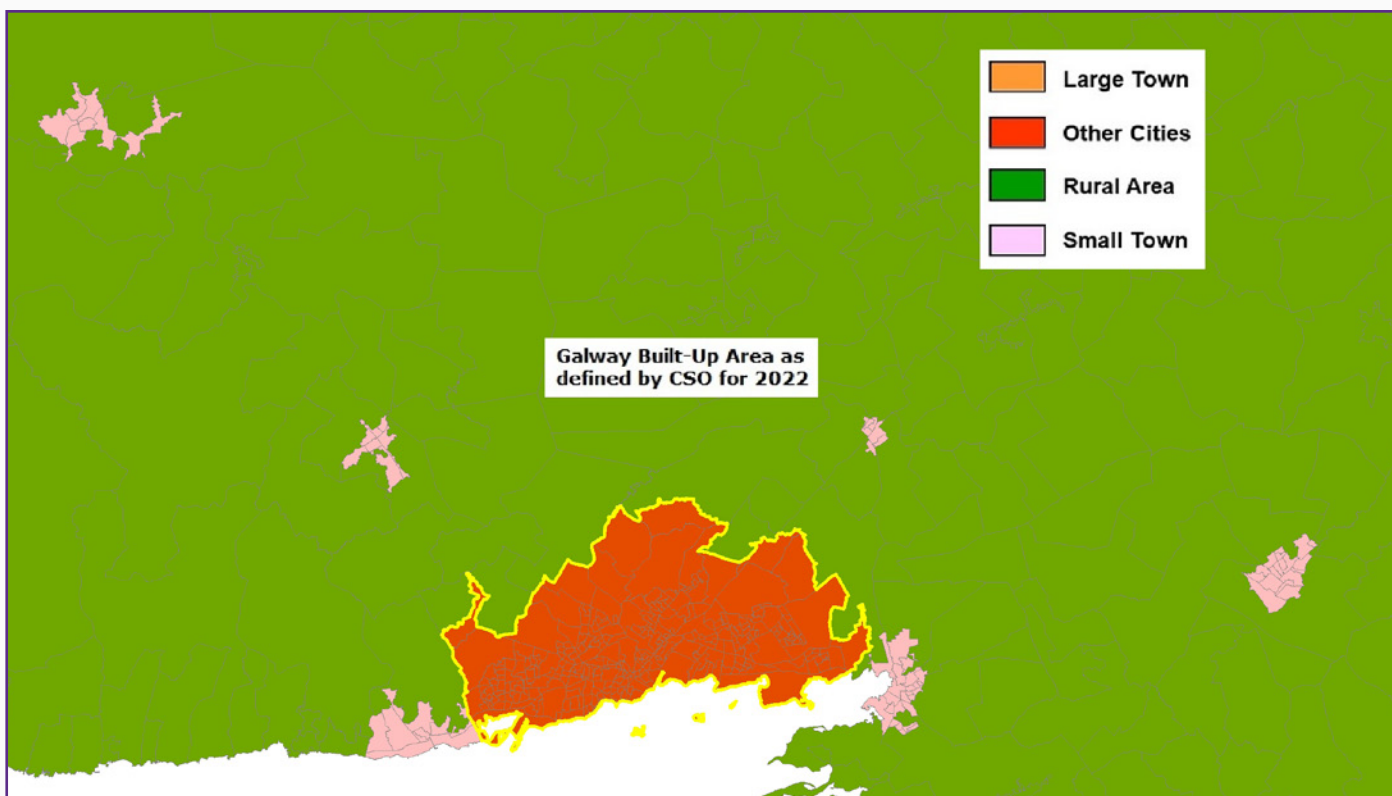 Large Town
Other Cities
Rural Area
Small Town
Galway Built-Up Area as
defined by CSO for 2022